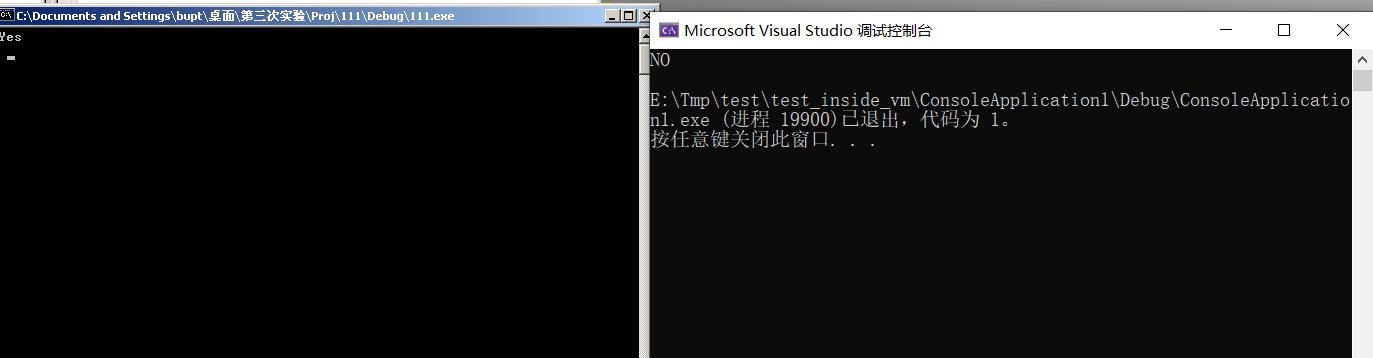 C:\Documents and Settings\bupt\桌面\第三次实验\Proj\111\Debug\111.exe
Yes
C:\ Microsoft Visual Studio 调试控制台
NO
E:\Tmp\test\test_inside_vm\ConsoleApplication1\Debug\ConsoleApplicatio
n1.exe (进程 19900)已退出，代码为 1。
按任意键关闭此窗口. . .